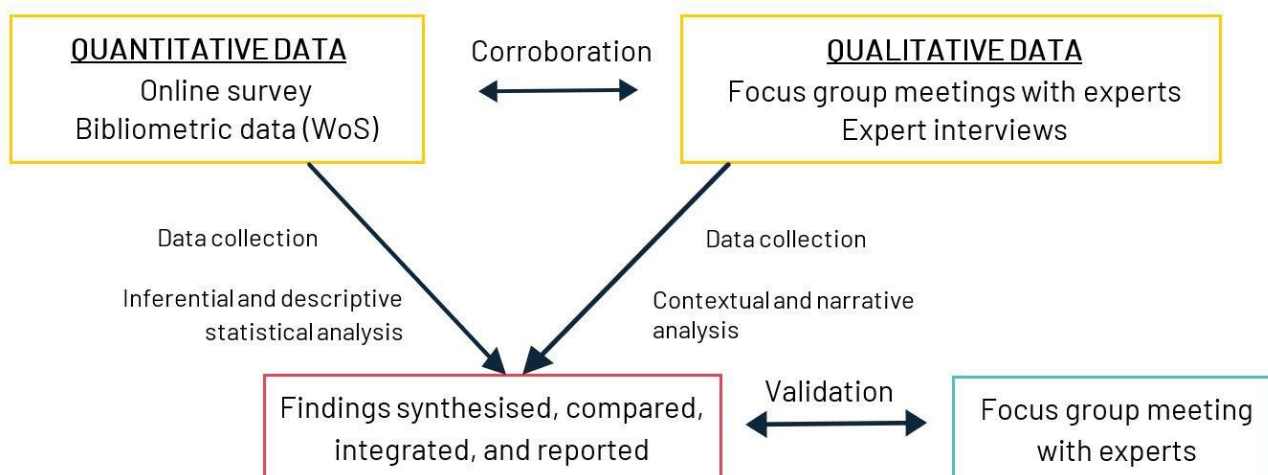 QUANTITATIVE DATA
Online survey
Bibliometric data (WoS)
Corroboration
QUALITATIVE DATA
Focus group meetings with experts
Expert interviews
Data collection
Inferential and descriptive
statistical analysis
Data collection
Contextual and narrative
analysis
Findings synthesised, compared,
integrated, and reported
Validation
Focus group meeting
with experts